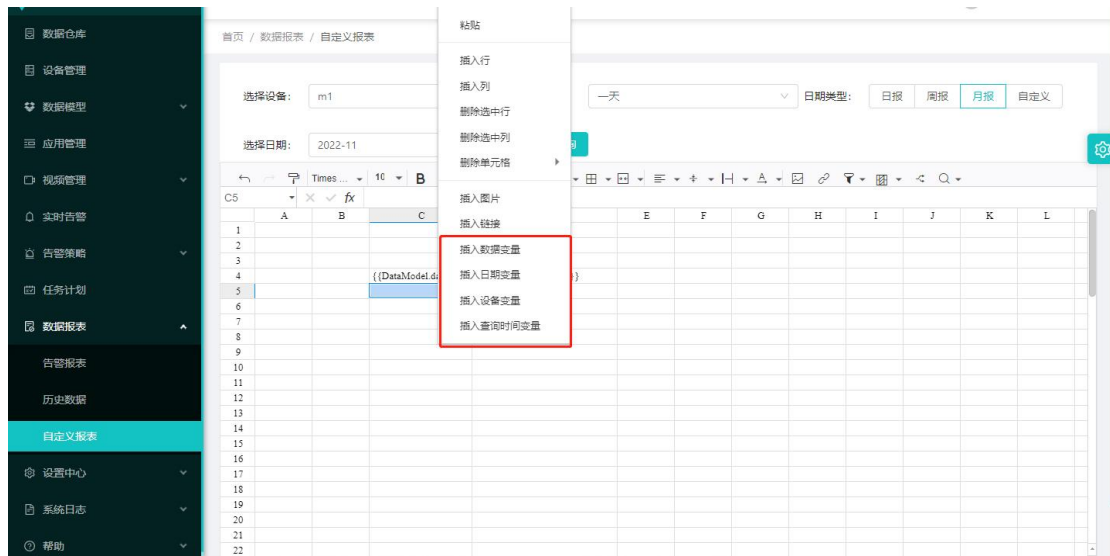 数据仓库
设备管理
数据模型
应用管理
视频管理
实时告警
告警策略
任务计划
数据报表
告警报表
历史数据
自定义报表
设置中心
系统日志
帮助
首页 / 数据报表 / 自定义报表
选择设备: m1
一天
日期类型: 日报 周报 月报 自定义
选择日期: 2022-11
Times ... 10 B
C5 fx
A B C E F G H I J K L
1
2
3
4 {{DataModel.da }
5
6
7
8
9
10
11
12
13
14
15
16
17
18
19
20
21
22
粘贴
插入行
插入列
删除选中行
删除选中列
删除单元格
插入图片
插入链接
插入数据变量
插入日期变量
插入设备变量
插入查询时间变量